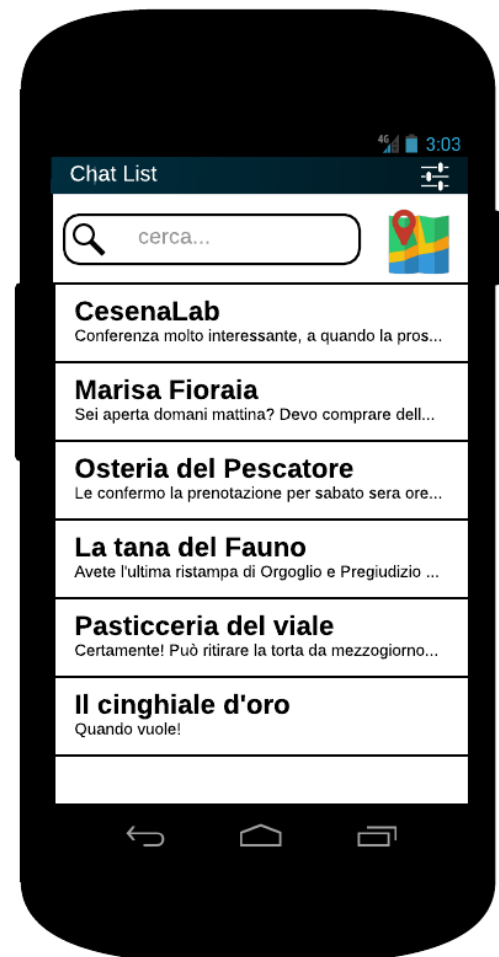 4G 3:03
Chat List
cerca...
CesenaLab
Conferenza molto interessante, a quando la pros...
Marisa Fioraia
Sei aperta domani mattina? Devo comprare dell...
Osteria del Pescatore
Le confermo la prenotazione per sabato sera ore...
La tana del Fauno
Avete l'ultima ristampa di Orgoglio e Pregiudizio ...
Pasticceria del viale
Certamente! Può ritirare la torta da mezzogiorno...
Il cinghiale d'oro
Quando vuole!